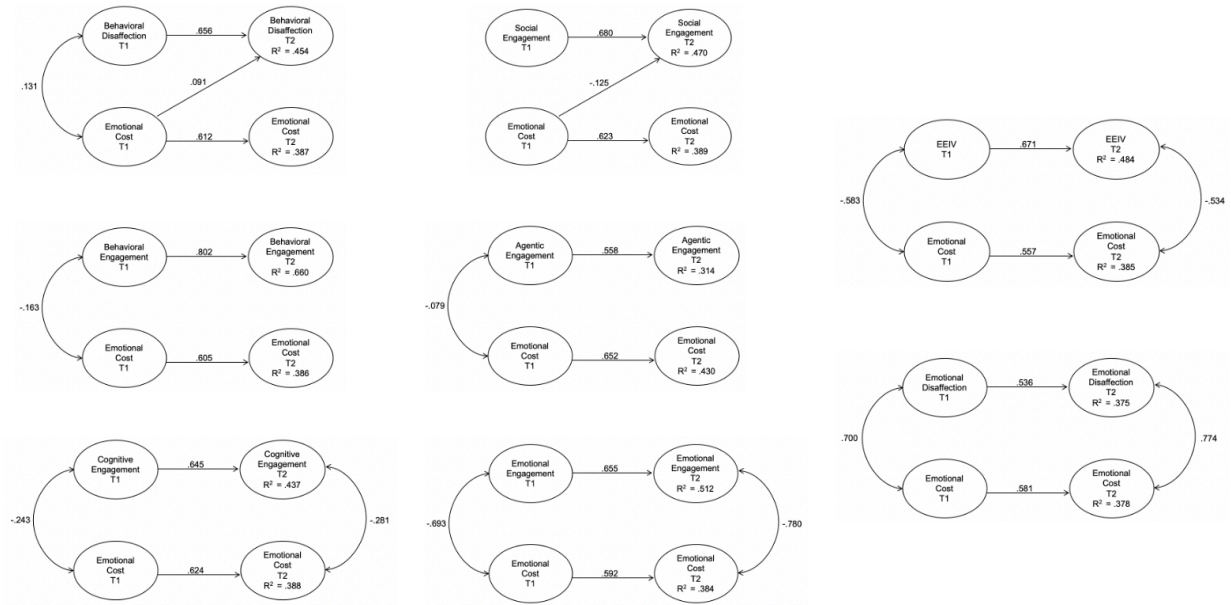 Behavioral
Disaffection
T1
.656
Behavioral
Disaffection
T2
R² = .454
.131
.091
Emotional
Cost
T1
.612
Emotional
Cost
T2
R² = .387
Social
Engagement
T1
.680
Social
Engagement
T2
R² = .470
-.125
Emotional
Cost
T1
.623
Emotional
Cost
T2
R² = .389
EEIV
T1
.671
EEIV
T2
R² = .484
-.583
-.534
Emotional
Cost
T1
.557
Emotional
Cost
T2
R² = .385
Behavioral
Engagement
T1
.802
Behavioral
Engagement
T2
R² = .660
-.163
Emotional
Cost
T1
.605
Emotional
Cost
T2
R² = .386
Agentic
Engagement
T1
.558
Agentic
Engagement
T2
R² = .314
-.079
Emotional
Cost
T1
.652
Emotional
Cost
T2
R² = .430
Emotional
Disaffection
T1
.536
Emotional
Disaffection
T2
R² = .375
.700
.774
Emotional
Cost
T1
.581
Emotional
Cost
T2
R² = .378
Cognitive
Engagement
T1
.645
Cognitive
Engagement
T2
R² = .437
-.243
-.281
Emotional
Cost
T1
.624
Emotional
Cost
T2
R² = .388
Emotional
Engagement
T1
.655
Emotional
Engagement
T2
R² = .512
-.693
-.780
Emotional
Cost
T1
.592
Emotional
Cost
T2
R² = .384